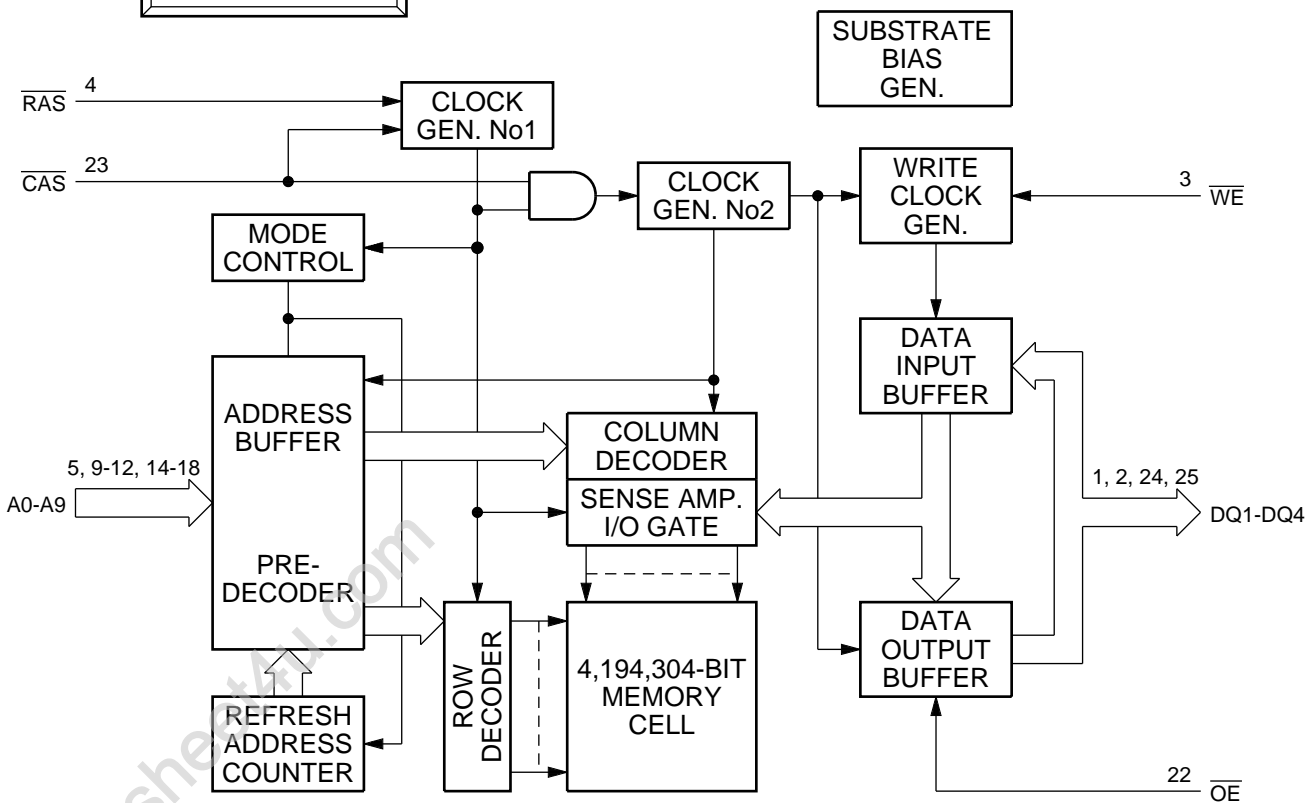 SUBSTRATE
BIAS
GEN.
4
RAS
CLOCK
GEN. No1
23
CAS
CLOCK
GEN. No2
WRITE
CLOCK
GEN.
3
WE
MODE
CONTROL
DATA
INPUT
BUFFER
ADDRESS
BUFFER
COLUMN
DECODER
5, 9-12, 14-18
A0-A9
SENSE AMP.
I/O GATE
1, 2, 24, 25
DQ1-DQ4
PRE-
DECODER
ROW
DECODER
4,194,304-BIT
MEMORY
CELL
DATA
OUTPUT
BUFFER
REFRESH
ADDRESS
COUNTER
22
OE
sheet4u.com